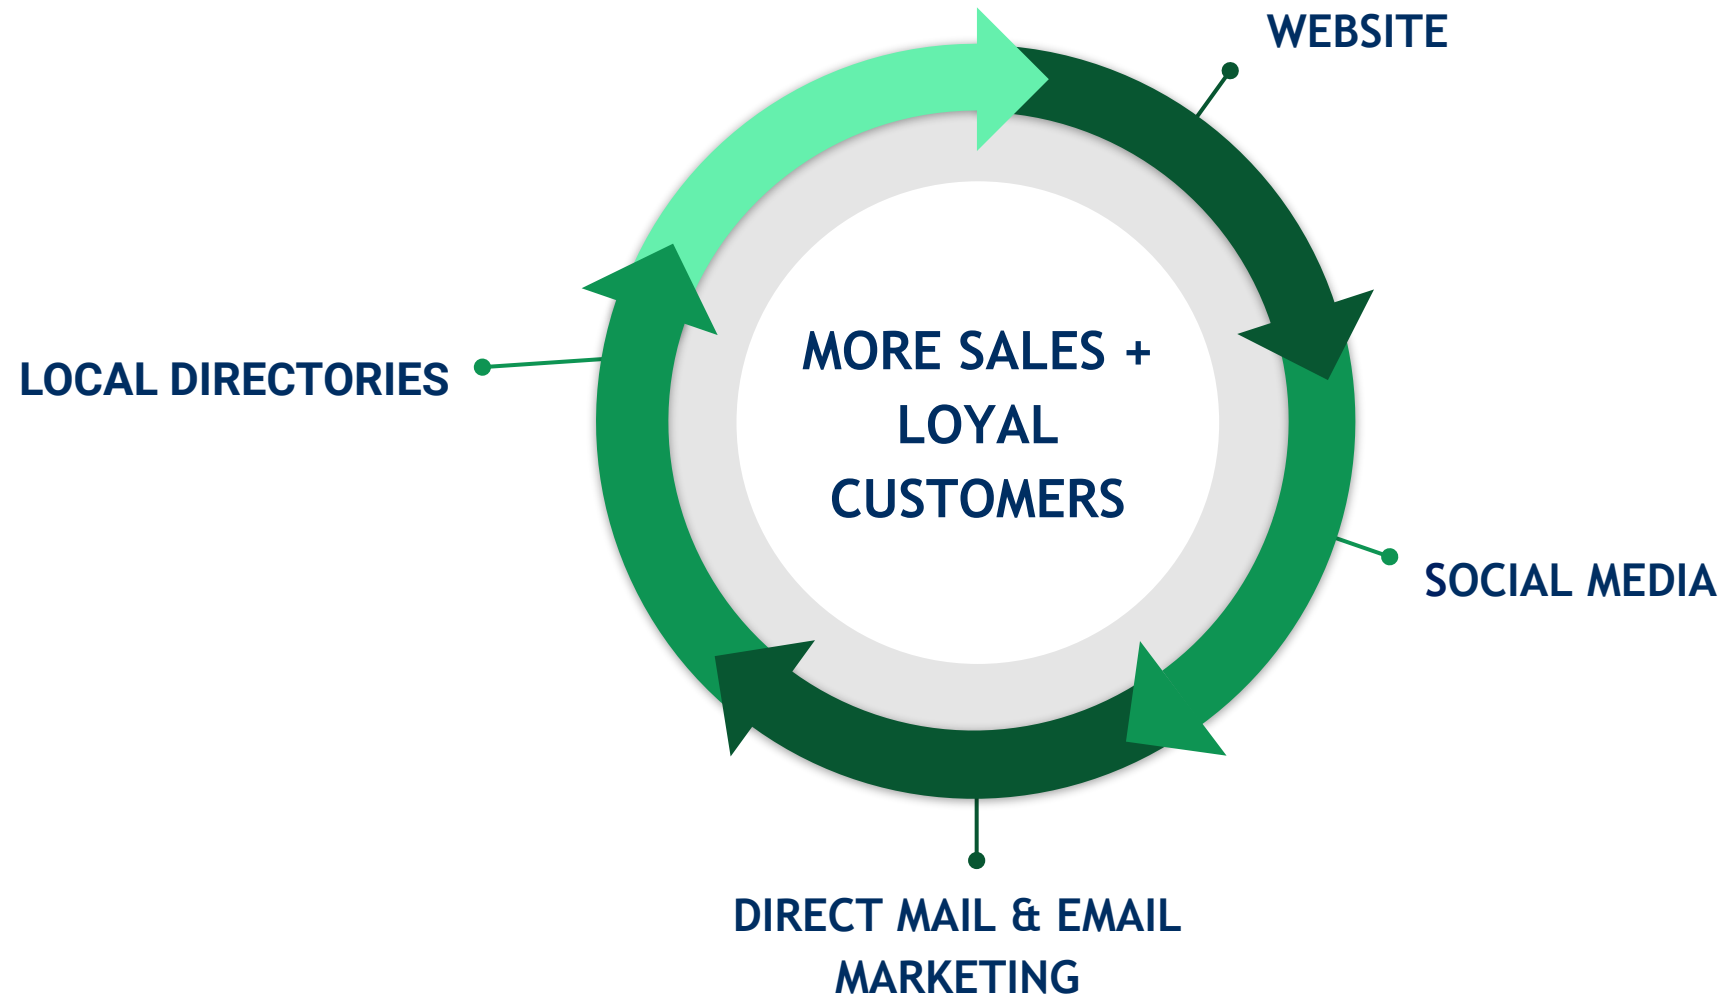 WEBSITE
MORE SALES +
LOYAL
CUSTOMERS
LOCAL DIRECTORIES
SOCIAL MEDIA
DIRECT MAIL & EMAIL
MARKETING